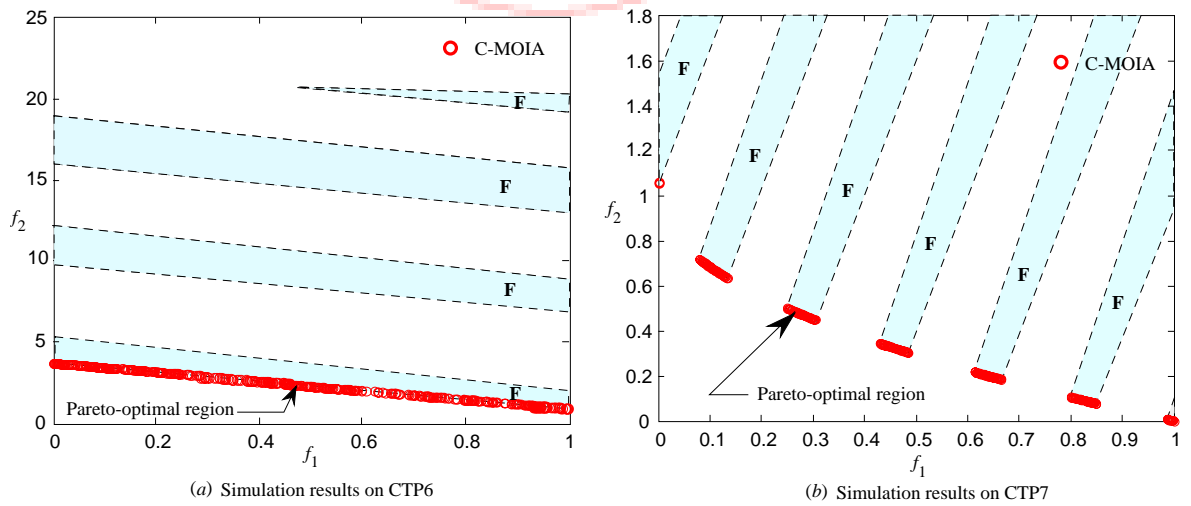 25
20
15
10
5
0
f2
0
0.2
0.4
0.6
0.8
1
f1
C-MOIA
F
F
F
F
Pareto-optimal region
(a) Simulation results on CTP6
1.8
1.6
1.4
1.2
1
0.8
0.6
0.4
0.2
0
f2
0
0.1
0.2
0.3
0.4
0.5
0.6
0.7
0.8
0.9
1
f1
C-MOIA
F
F
F
F
F
F
Pareto-optimal region
(b) Simulation results on CTP7